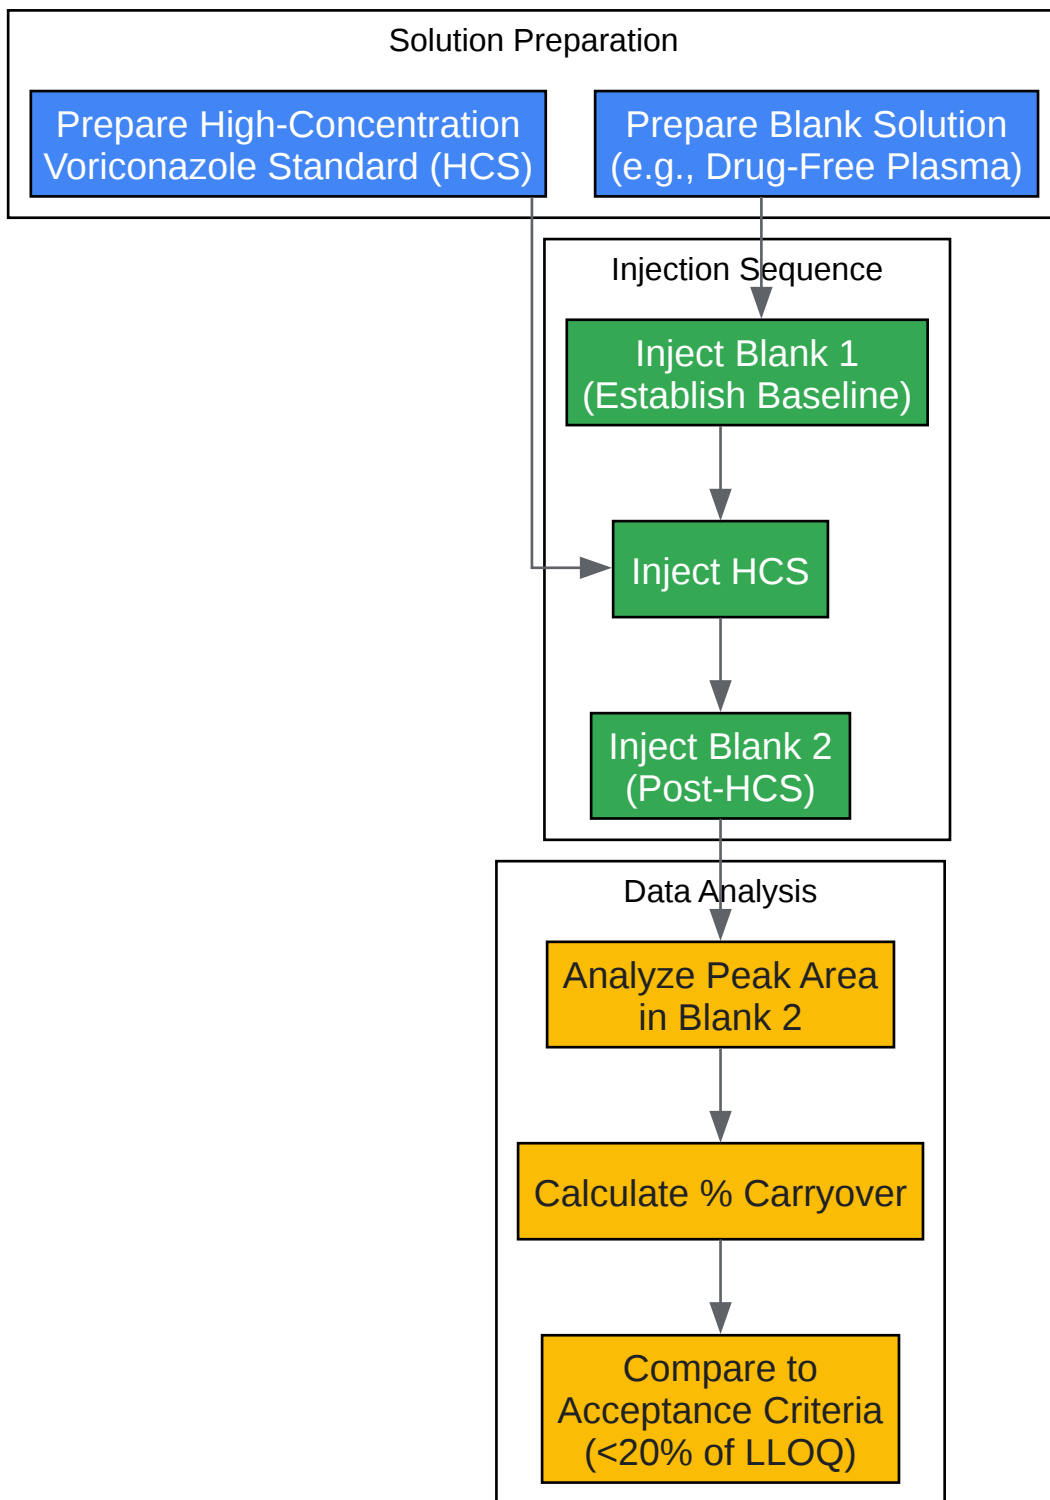 Solution Preparation
Prepare High-Concentration
Voriconazole Standard (HCS)
Prepare Blank Solution
(e.g., Drug-Free Plasma)
Injection Sequence
Inject Blank 1
(Establish Baseline)
Inject HCS
Inject Blank 2
(Post-HCS)
Data Analysis
Analyze Peak Area
in Blank 2
Calculate % Carryover
Compare to
Acceptance Criteria
(<20% of LLOQ)